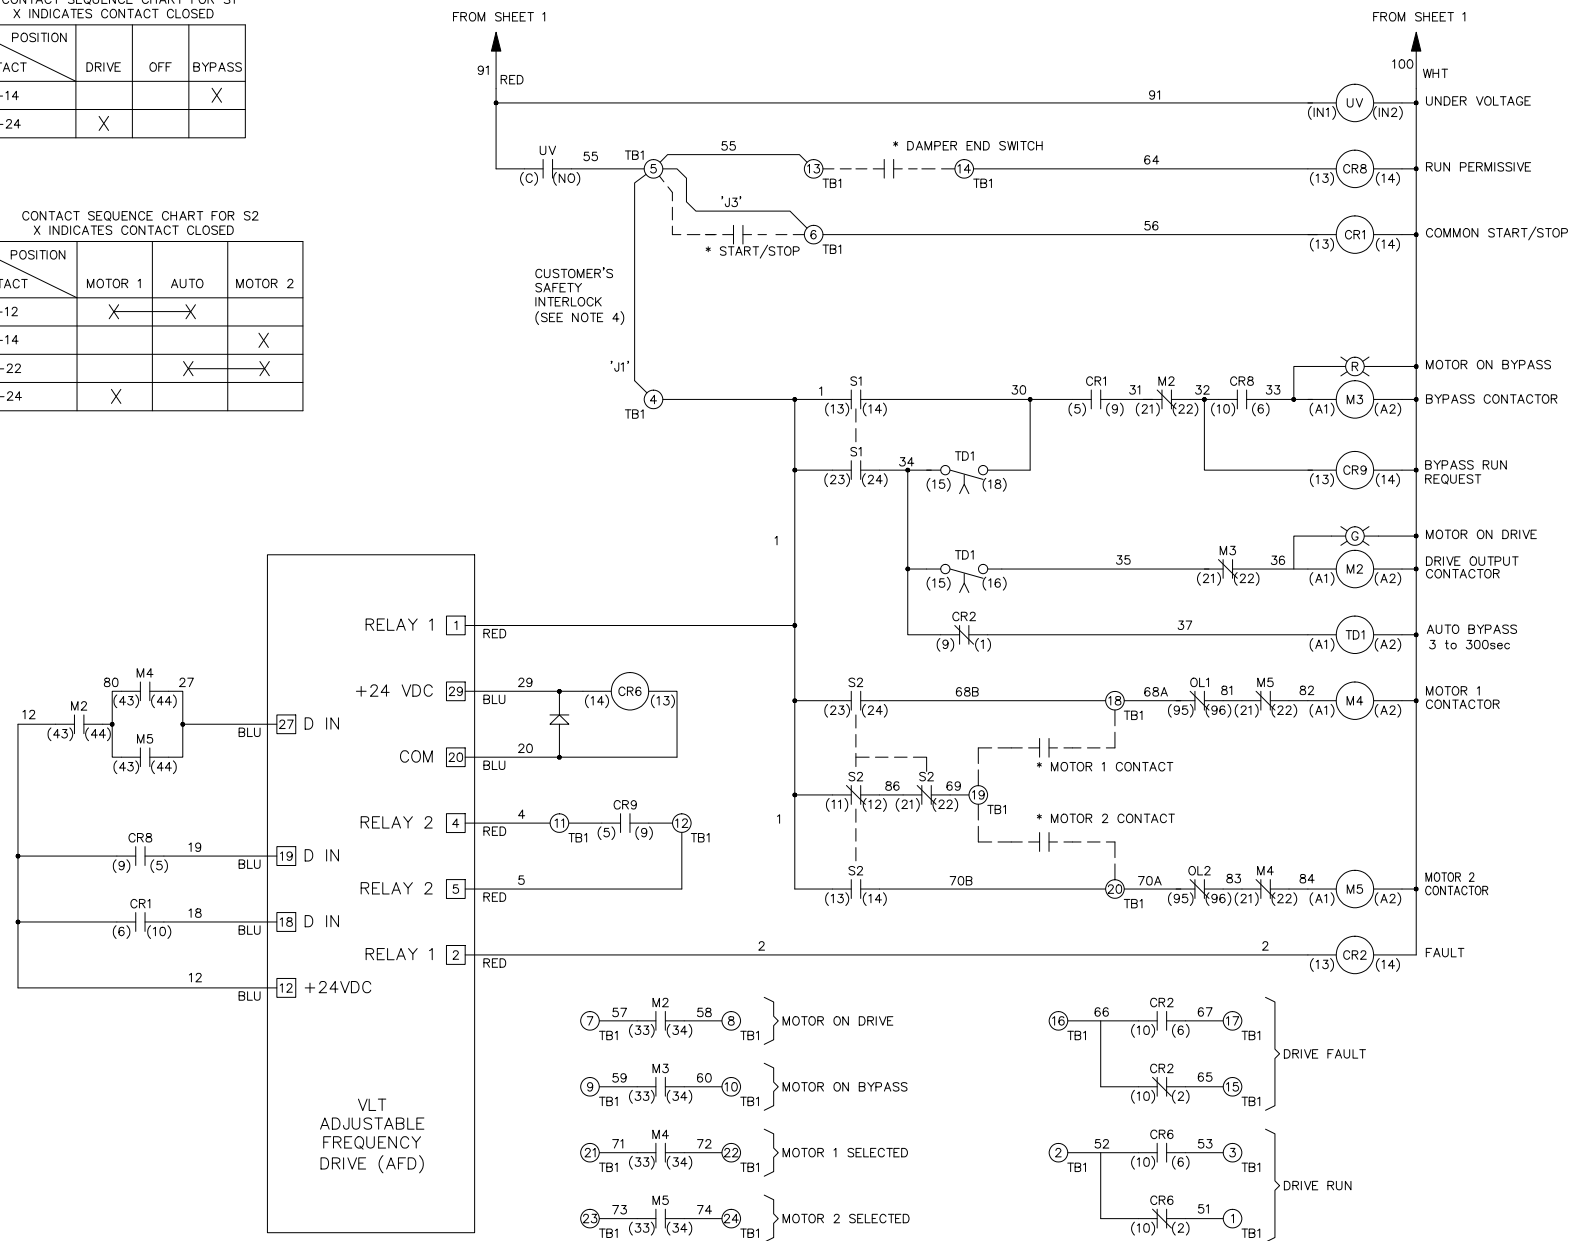 CONTACT SEQUENCE CHART FOR S1
X INDICATES CONTACT CLOSED
POSITION
TACT DRIVE OFF BYPASS
-14 X
-24 X
CONTACT SEQUENCE CHART FOR S2
X INDICATES CONTACT CLOSED
POSITION
TACT MOTOR 1 AUTO MOTOR 2
-12 X X
-14 X
-22 X X
-24 X
FROM SHEET 1
FROM SHEET 1
91 RED
100 WHT
91
(IN1) UV (IN2) UNDER VOLTAGE
UV
(C) (NO)
55
TB1 5
55
13 TB1
* DAMPER END SWITCH
14 TB1
64
(13) CR8 (14) RUN PERMISSIVE
'J3'
* START/STOP
6 TB1
56
(13) CR1 (14) COMMON START/STOP
CUSTOMER'S
SAFETY
INTERLOCK
(SEE NOTE 4)
'J1'
4
TB1
1
S1
(13) (14)
30
CR1
(5) (9)
31
M2
(21) (22)
32
CR8
(10) (6)
33
R MOTOR ON BYPASS
(A1) M3 (A2) BYPASS CONTACTOR
S1
(23) (24)
34
TD1
(15) (18)
(13) CR9 (14) BYPASS RUN
REQUEST
1
TD1
(15) (16)
35
M3
(21) (22)
36
G MOTOR ON DRIVE
(A1) M2 (A2) DRIVE OUTPUT
CONTACTOR
CR2
(9) (1)
37
(A1) TD1 (A2) AUTO BYPASS
3 to 300sec
RELAY 1 1 RED
+24 VDC 29 BLU
29
(14) CR6 (13)
COM 20 BLU
20
RELAY 2 4 RED
4
11 TB1
CR9
(5) (9)
12 TB1
RELAY 2 5 RED
5
RELAY 1 2 RED
2
2
(13) CR2 (14) FAULT
12
M2
(43) (44)
80
M4
(43) (44)
27
M5
(43) (44)
BLU 27 D IN
CR8
(9) (5)
19
BLU 19 D IN
CR1
(6) (10)
18
BLU 18 D IN
12
BLU 12 +24VDC
VLT
ADJUSTABLE
FREQUENCY
DRIVE (AFD)
S2
(23) (24)
68B
18 TB1
68A
OL1
(95) (96)
81
M5
(21) (22)
82
(A1) M4 (A2) MOTOR 1
CONTACTOR
* MOTOR 1 CONTACT
S2
(11) (12)
86
S2
(21) (22)
69
19
TB1
1
* MOTOR 2 CONTACT
S2
(13) (14)
70B
20 TB1
70A
OL2
(95) (96)
83
M4
(21) (22)
84
(A1) M5 (A2) MOTOR 2
CONTACTOR
7 TB1 57 M2 (33) (34) 58 8 TB1 MOTOR ON DRIVE
9 TB1 59 M3 (33) (34) 60 10 TB1 MOTOR ON BYPASS
21 TB1 71 M4 (33) (34) 72 22 TB1 MOTOR 1 SELECTED
23 TB1 73 M5 (33) (34) 74 24 TB1 MOTOR 2 SELECTED
16 TB1 66 CR2 (10) (6) 67 17 TB1
DRIVE FAULT
CR2 (10) (2) 65 15 TB1
2 TB1 52 CR6 (10) (6) 53 3 TB1
DRIVE RUN
CR6 (10) (2) 51 1 TB1